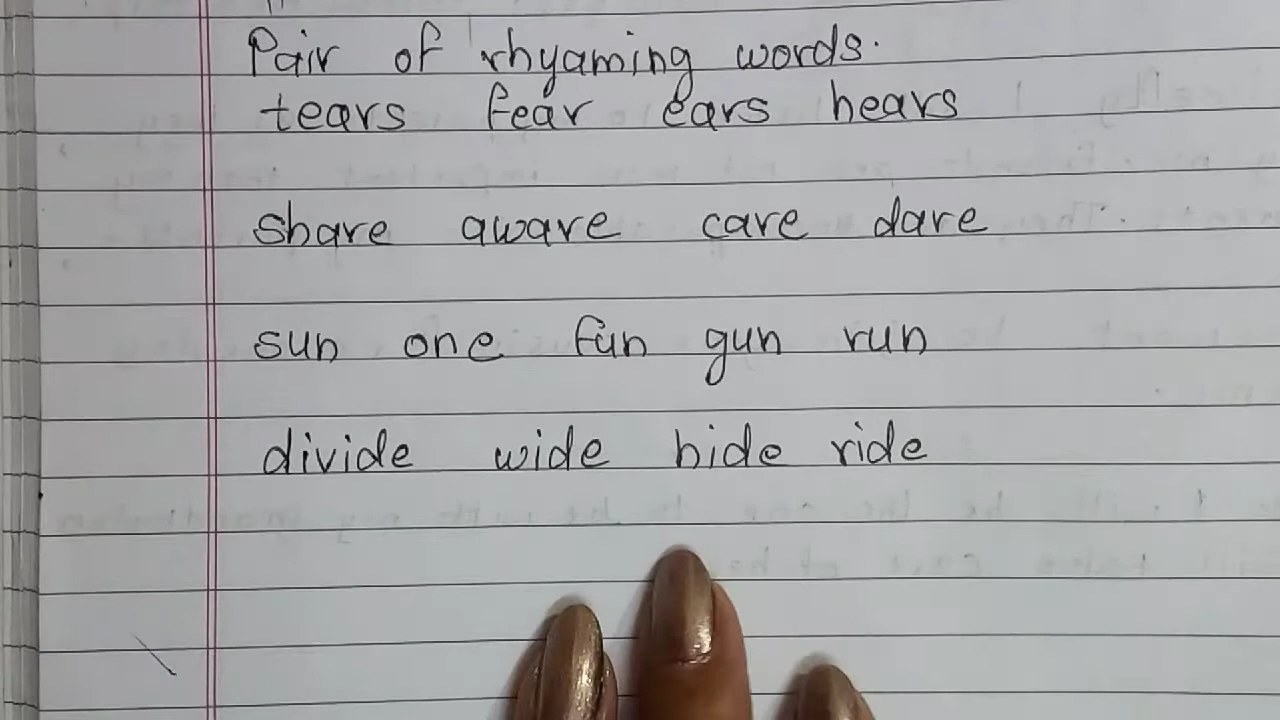 Pair of rhyaming words.
tears fear ears hears
share aware care dare
sun one fun gun run
divide wide hide ride